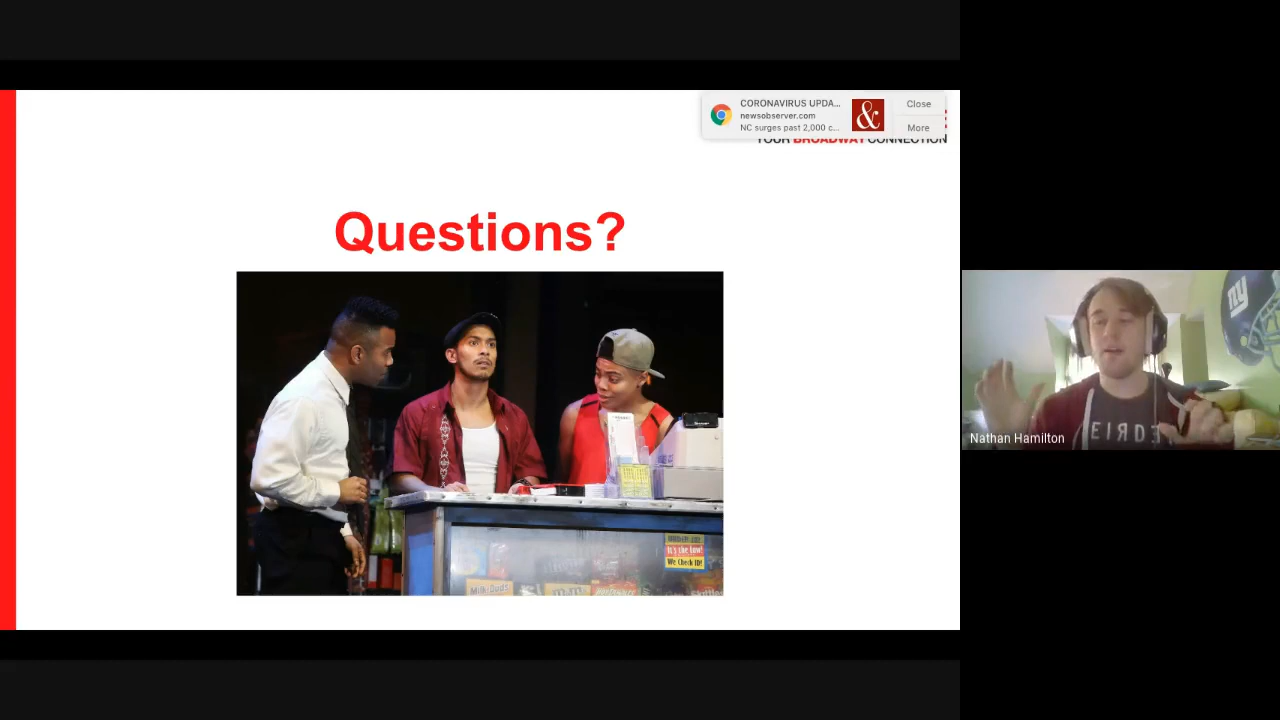 CORONAVIRUS UPDA...
newsobserver.com
NC surges past 2,000 c...
&
Close
More
YOUR BROADWAY CONNECTION
Questions?
It's the law!
We Check ID!
Milk Duds
ny
Nathan Hamilton